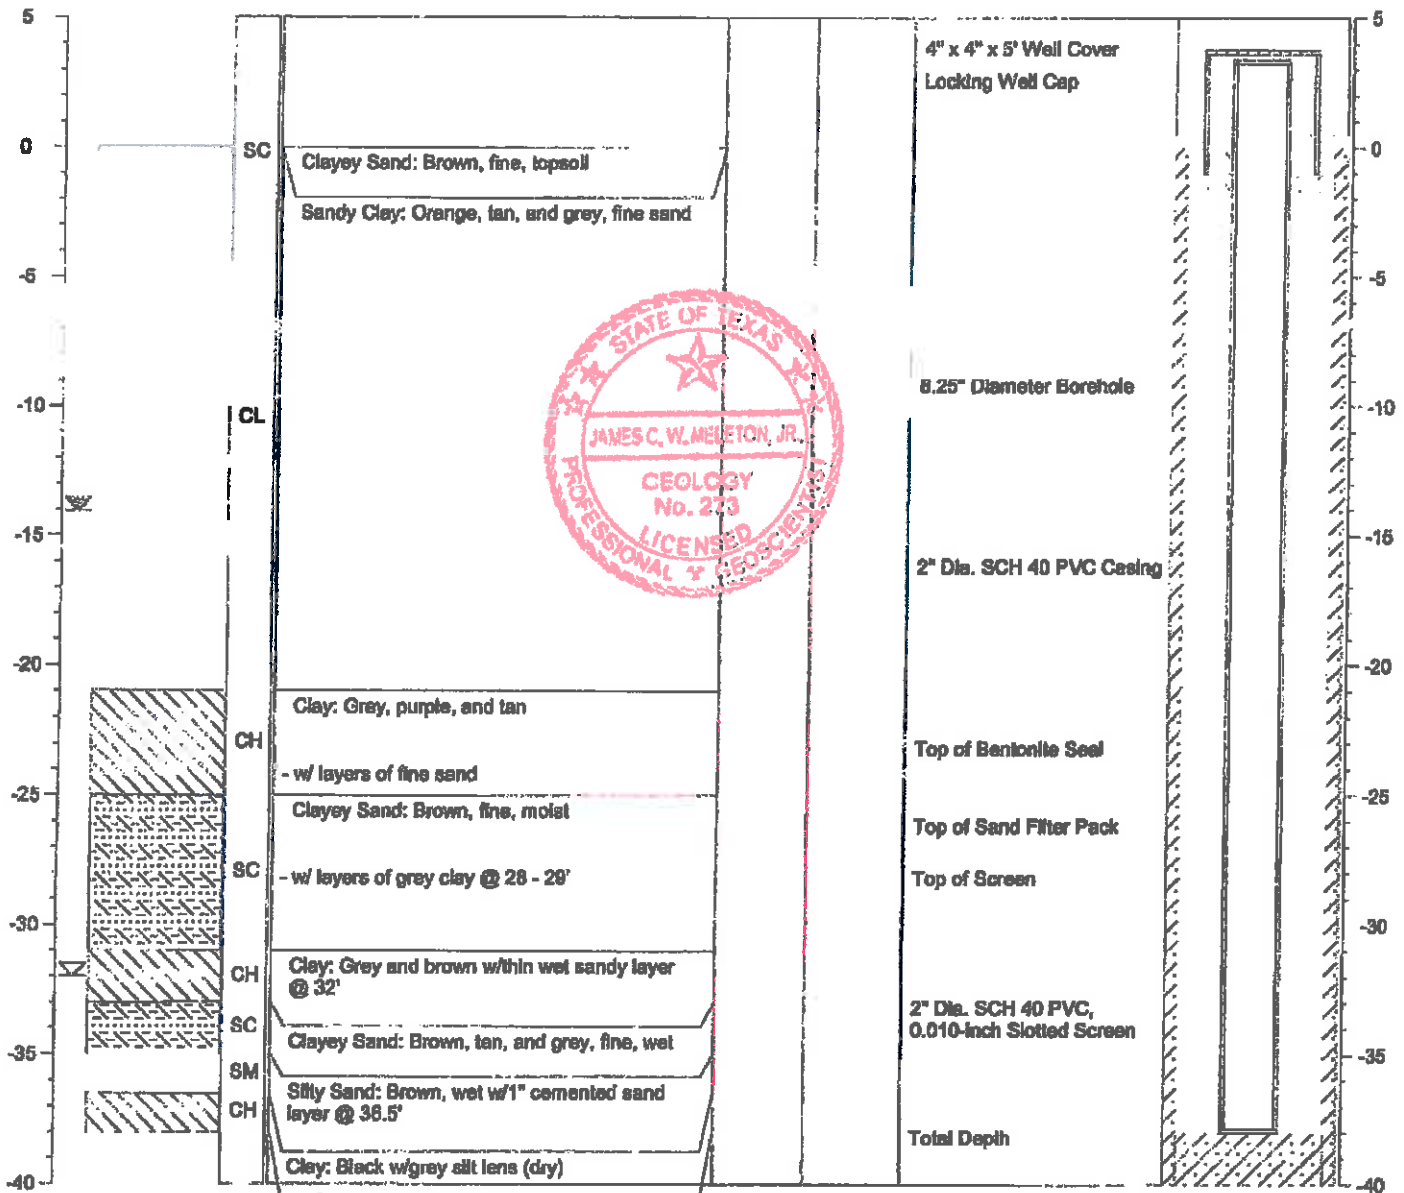 5
5
4" x 4" x 5' Well Cover
Locking Well Cap
0
SC
0
Clayey Sand: Brown, fine, topsoil
Sandy Clay: Orange, tan, and grey, fine sand
-5
-5
STATE OF TEXAS
JAMES C. W. MELETON, JR.
GEOLOGY
No. 273
LICENSED
PROFESSIONAL GEOSCIENTIST
8.25" Diameter Borehole
-10
CL
-10
-15
-15
2" Dia. SCH 40 PVC Casing
-20
-20
Clay: Grey, purple, and tan
CH
Top of Bentonite Seal
- w/ layers of fine sand
-25
-25
Clayey Sand: Brown, fine, moist
Top of Sand Filter Pack
SC
- w/ layers of grey clay @ 28 - 29'
Top of Screen
-30
-30
CH
Clay: Grey and brown w/thin wet sandy layer
@ 32'
2" Dia. SCH 40 PVC,
0.010-inch Slotted Screen
SC
Clayey Sand: Brown, tan, and grey, fine, wet
-35
-35
SM
Silty Sand: Brown, wet w/1" cemented sand
layer @ 36.5'
CH
Total Depth
Clay: Black w/grey silt lens (dry)
-40
-40